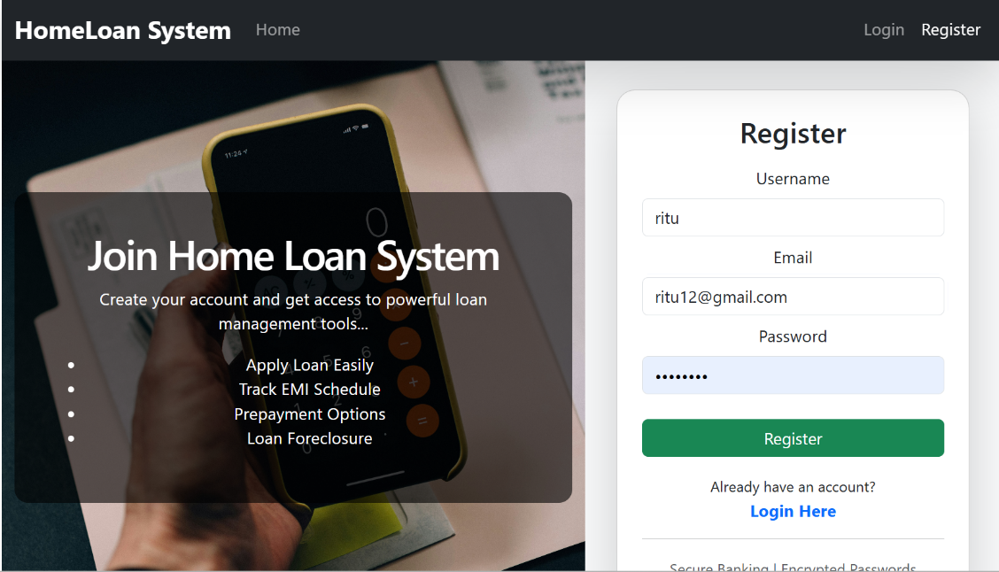 HomeLoan System Home Login Register
11:24
0
Join Home Loan System
Create your account and get access to powerful loan
management tools...
• Apply Loan Easily
• Track EMI Schedule
• Prepayment Options
• Loan Foreclosure
Register
Username
ritu
Email
ritu12@gmail.com
Password
••••••••
Register
Already have an account?
Login Here
Secure Banking | Encrypted Passwords